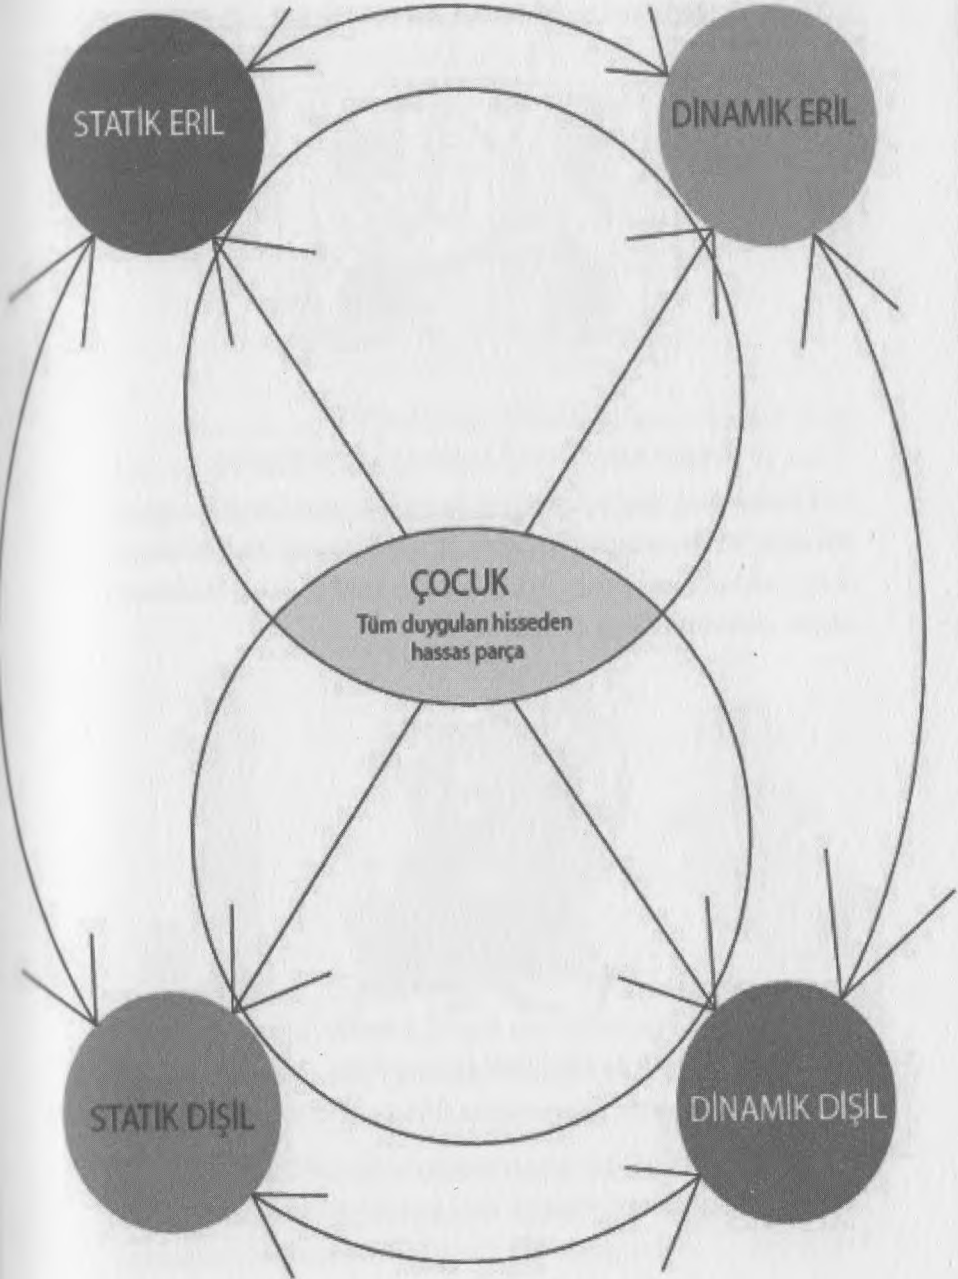 STATİK ERİL
DİNAMİK ERİL
ÇOCUK
Tüm duyguları hisseden
hassas parça
STATİK DİŞİL
DİNAMİK DİŞİL